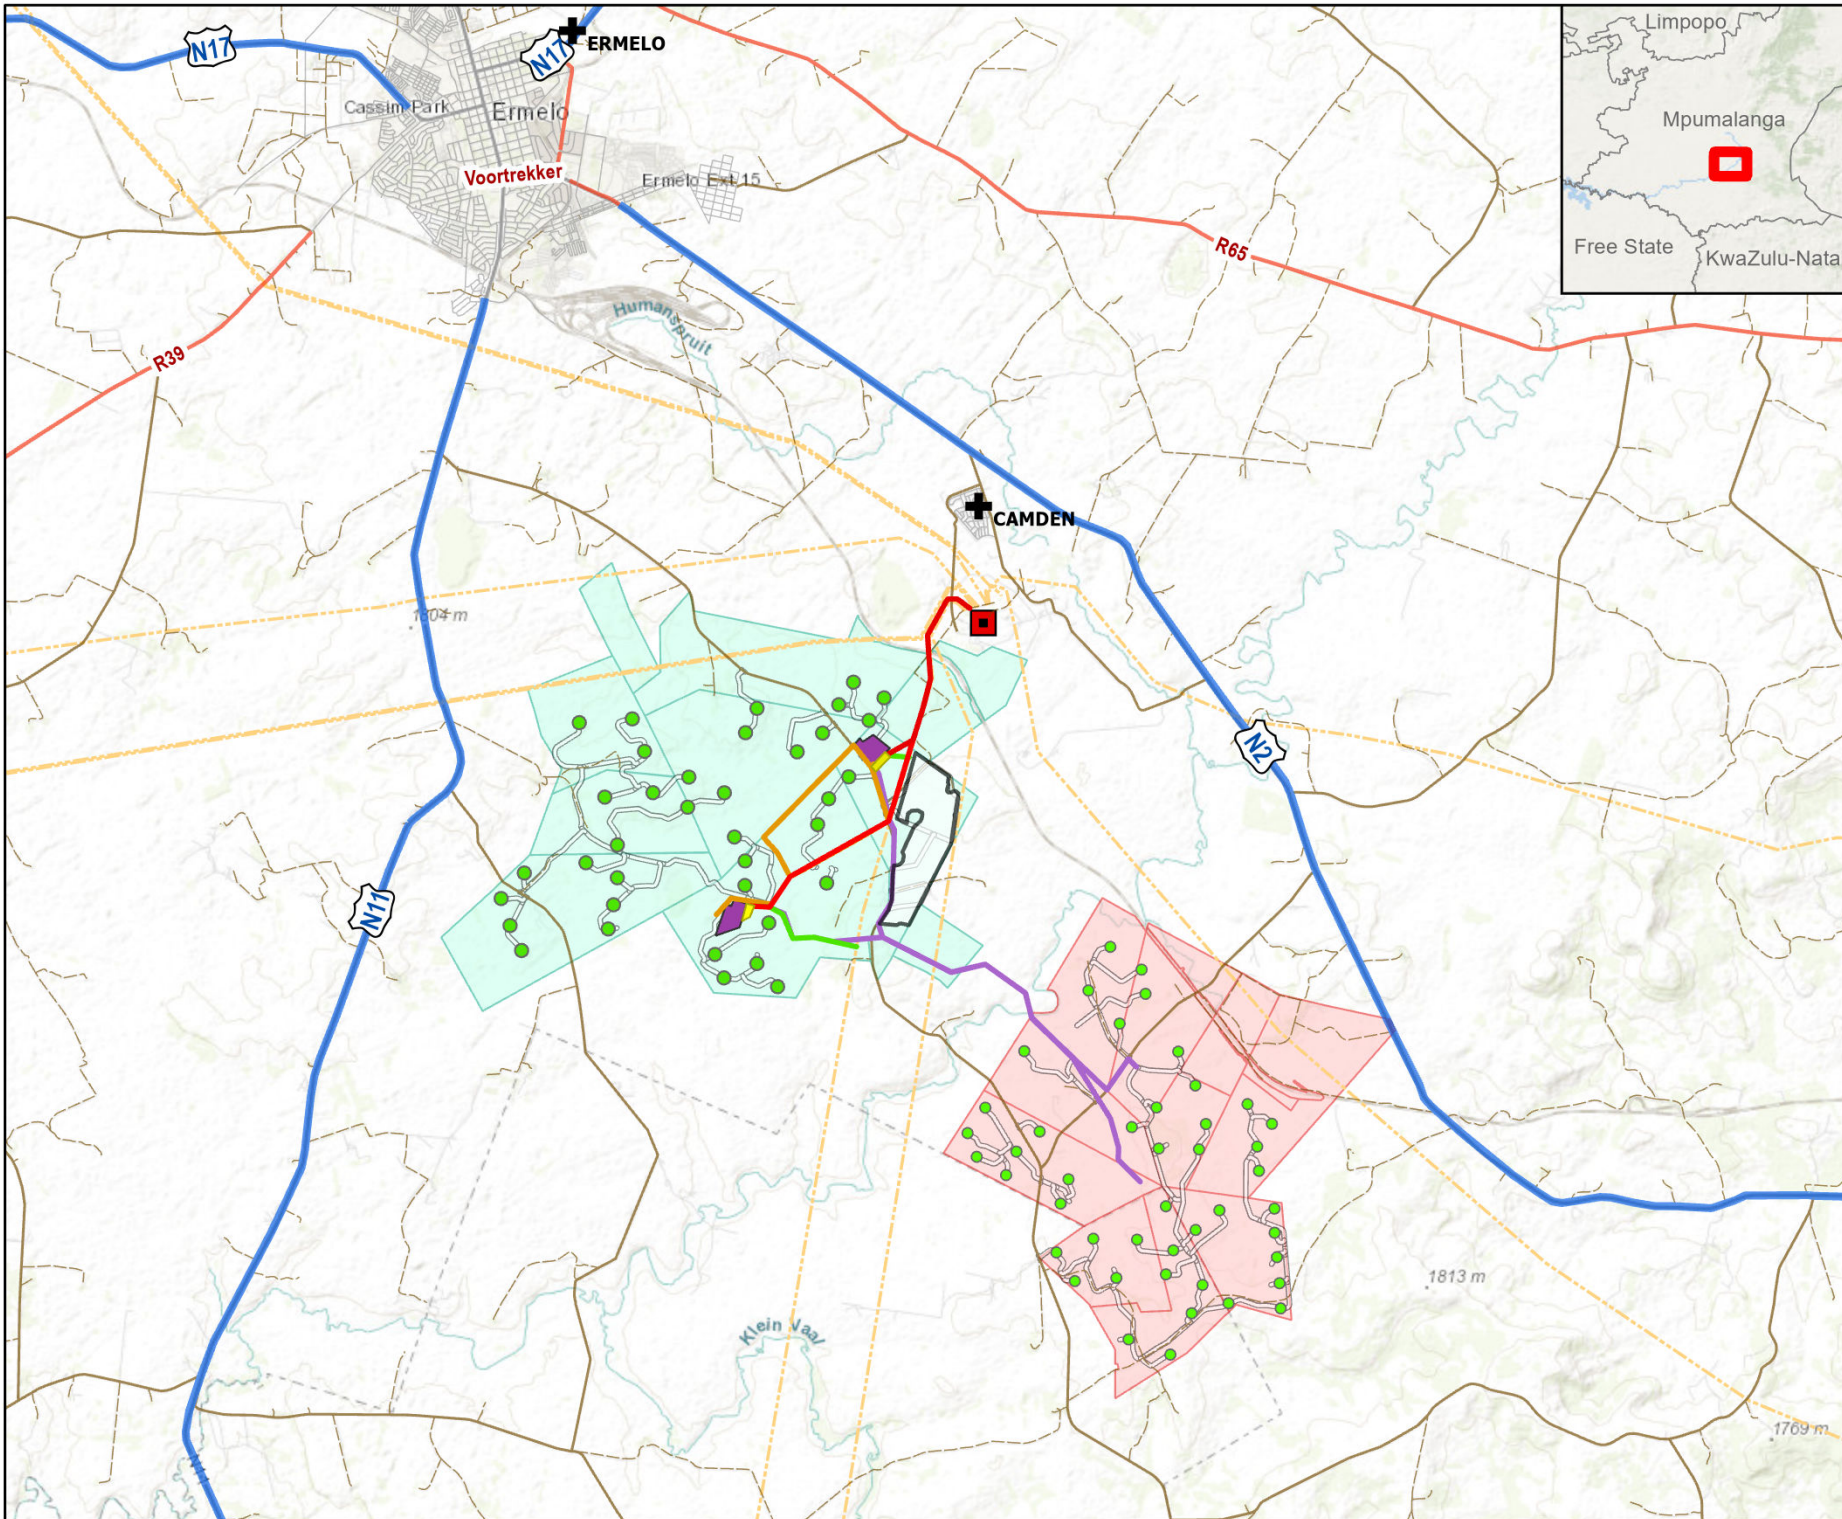 N17
N17
ERMELO
Cassim Park
Ermelo
Voortrekker
Ermelo Ext 15
Limpopo
Mpumalanga
Free State
KwaZulu-Nata
R65
R39
Humanspruit
CAMDEN
1804 m
N2
N11
1813 m
Klein Vaal
1769 m
N11